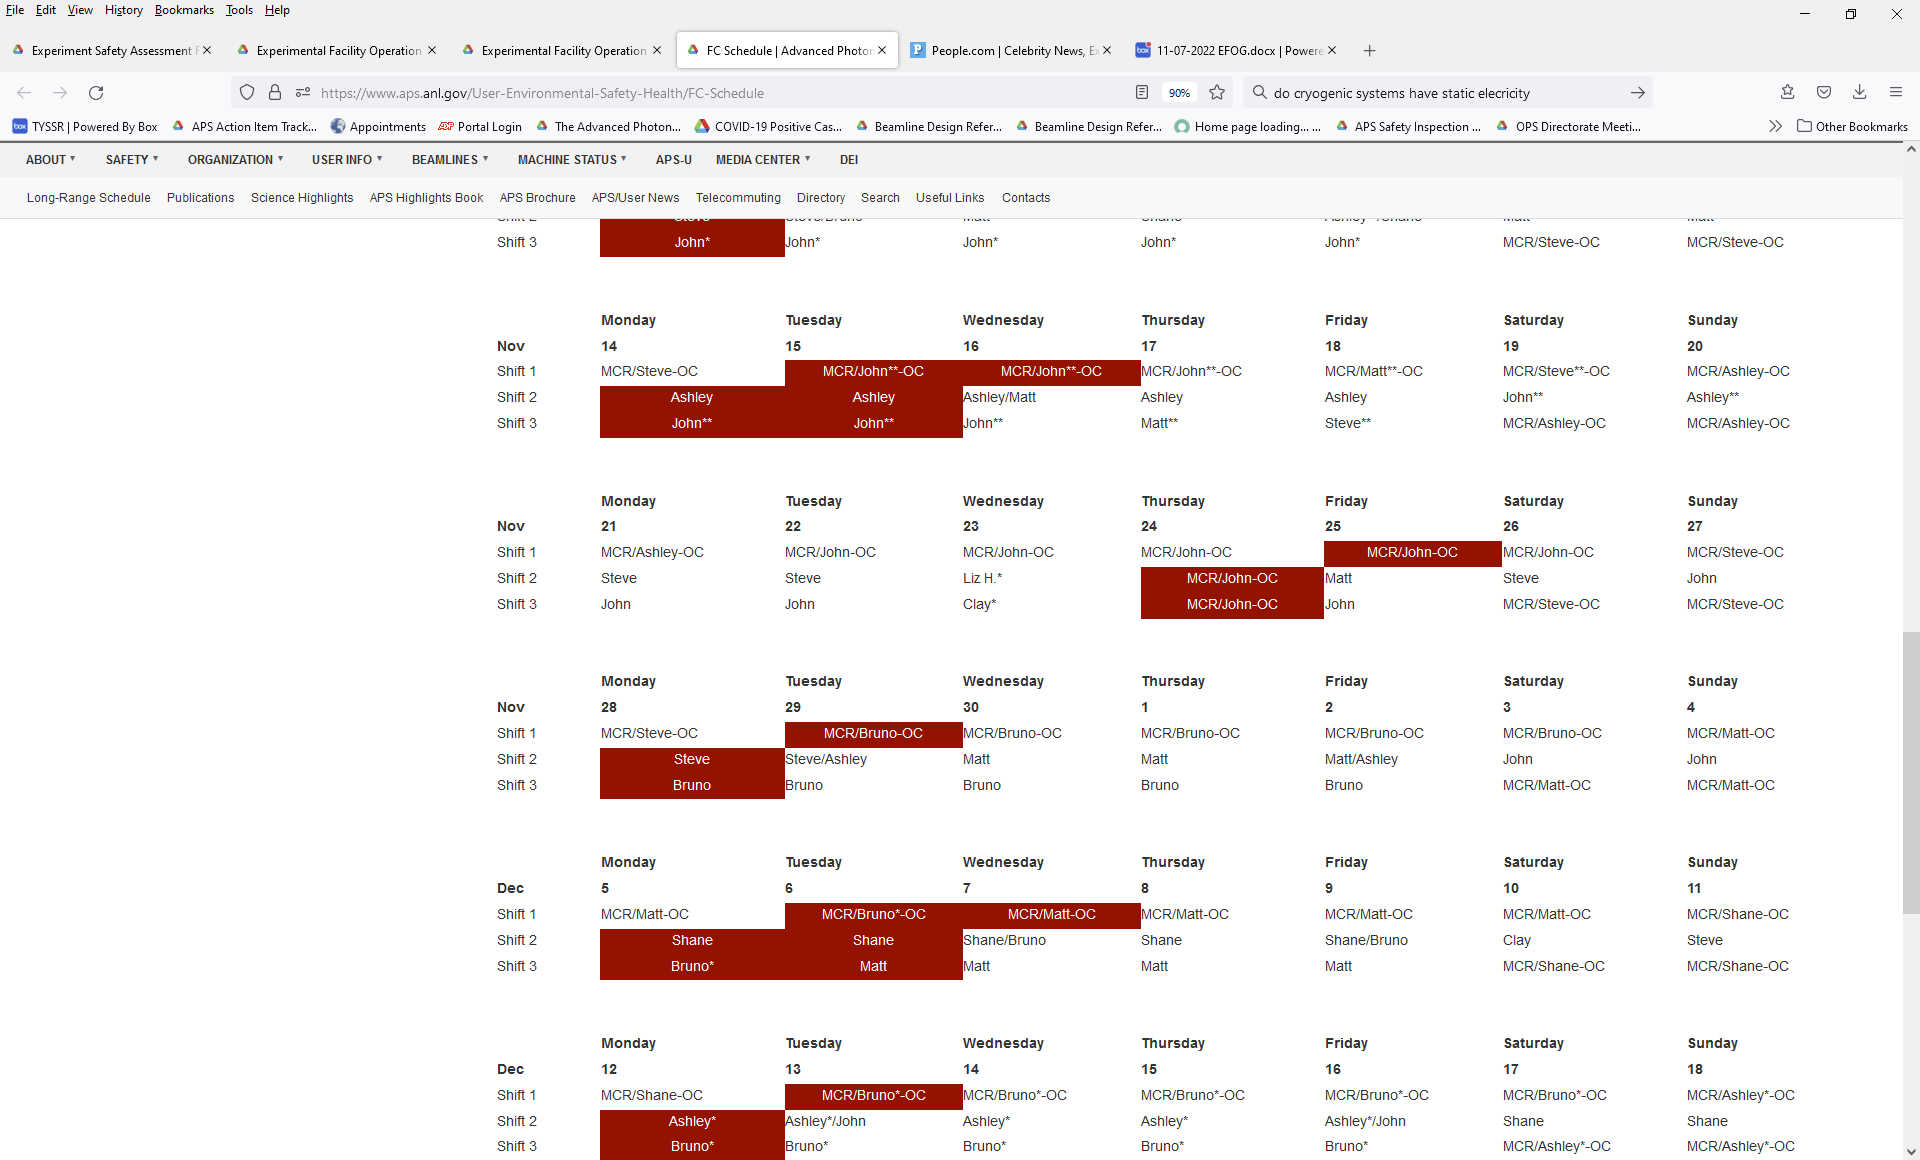 File Edit View History Bookmarks Tools Help
Experiment Safety Assessment F Experimental Facility Operation Experimental Facility Operation FC Schedule | Advanced Photon People.com | Celebrity News, Ex 11-07-2022 EFOG.docx | Powere
https://www.aps.anl.gov/User-Environmental-Safety-Health/FC-Schedule 90% do cryogenic systems have static elecricity
TYSSR | Powered By Box APS Action Item Track... Appointments Portal Login The Advanced Photon... COVID-19 Positive Cas... Beamline Design Refer... Beamline Design Refer... Home page loading... ... APS Safety Inspection ... OPS Directorate Meeti... Other Bookmarks
ABOUT SAFETY ORGANIZATION USER INFO BEAMLINES MACHINE STATUS APS-U MEDIA CENTER DEI
Long-Range Schedule Publications Science Highlights APS Highlights Book APS Brochure APS/User News Telecommuting Directory Search Useful Links Contacts
Shift 3 John* John* John* John* John* MCR/Steve-OC MCR/Steve-OC
Monday Tuesday Wednesday Thursday Friday Saturday Sunday
Nov 14 15 16 17 18 19 20
Shift 1 MCR/Steve-OC MCR/John**-OC MCR/John**-OC MCR/John**-OC MCR/Matt**-OC MCR/Steve**-OC MCR/Ashley-OC
Shift 2 Ashley Ashley Ashley/Matt Ashley Ashley John** Ashley**
Shift 3 John** John** John** Matt** Steve** MCR/Ashley-OC MCR/Ashley-OC
Monday Tuesday Wednesday Thursday Friday Saturday Sunday
Nov 21 22 23 24 25 26 27
Shift 1 MCR/Ashley-OC MCR/John-OC MCR/John-OC MCR/John-OC MCR/John-OC MCR/John-OC MCR/Steve-OC
Shift 2 Steve Steve Liz H.* MCR/John-OC Matt Steve John
Shift 3 John John Clay* MCR/John-OC John MCR/Steve-OC MCR/Steve-OC
Monday Tuesday Wednesday Thursday Friday Saturday Sunday
Nov 28 29 30 1 2 3 4
Shift 1 MCR/Steve-OC MCR/Bruno-OC MCR/Bruno-OC MCR/Bruno-OC MCR/Bruno-OC MCR/Bruno-OC MCR/Matt-OC
Shift 2 Steve Steve/Ashley Matt Matt Matt/Ashley John John
Shift 3 Bruno Bruno Bruno Bruno Bruno MCR/Matt-OC MCR/Matt-OC
Monday Tuesday Wednesday Thursday Friday Saturday Sunday
Dec 5 6 7 8 9 10 11
Shift 1 MCR/Matt-OC MCR/Bruno*-OC MCR/Matt-OC MCR/Matt-OC MCR/Matt-OC MCR/Matt-OC MCR/Shane-OC
Shift 2 Shane Shane Shane/Bruno Shane Shane/Bruno Clay Steve
Shift 3 Bruno* Matt Matt Matt Matt MCR/Shane-OC MCR/Shane-OC
Monday Tuesday Wednesday Thursday Friday Saturday Sunday
Dec 12 13 14 15 16 17 18
Shift 1 MCR/Shane-OC MCR/Bruno*-OC MCR/Bruno*-OC MCR/Bruno*-OC MCR/Bruno*-OC MCR/Bruno*-OC MCR/Ashley*-OC
Shift 2 Ashley* Ashley*/John Ashley* Ashley* Ashley*/John Shane Shane
Shift 3 Bruno* Bruno* Bruno* Bruno* Bruno* MCR/Ashley*-OC MCR/Ashley*-OC